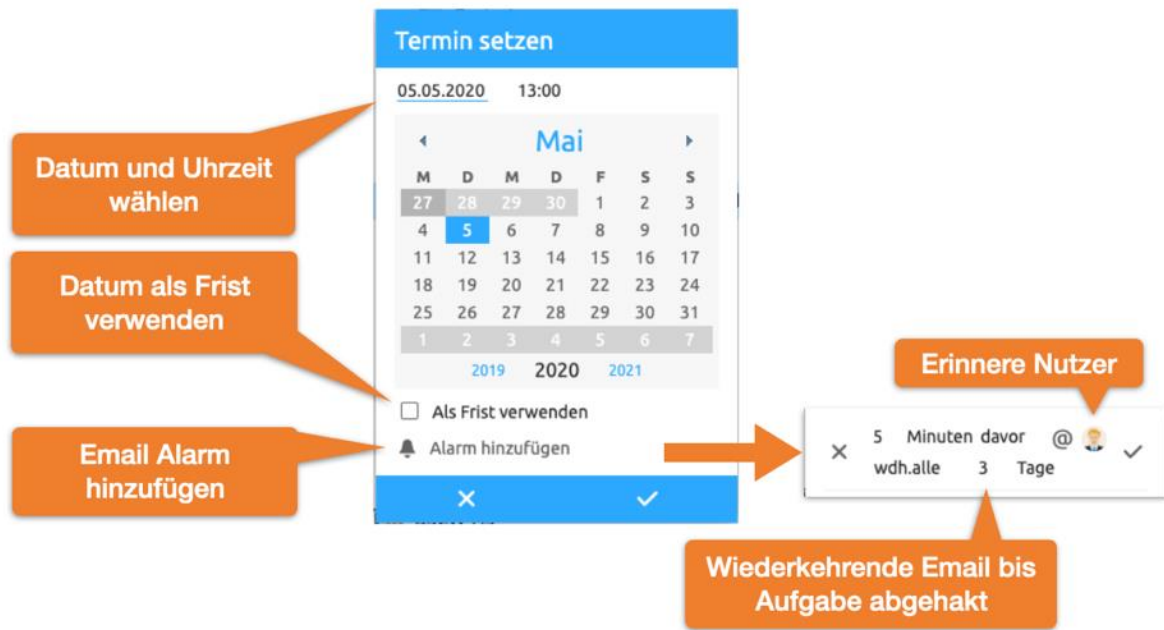 Termin setzen
05.05.2020 13:00
Datum und Uhrzeit
wählen
Mai
M D M D F S S
27 28 29 30 1 2 3
4 5 6 7 8 9 10
11 12 13 14 15 16 17
18 19 20 21 22 23 24
25 26 27 28 29 30 31
1 2 3 4 5 6 7
2019 2020 2021
Datum als Frist
verwenden
Als Frist verwenden
Email Alarm
hinzufügen
Alarm hinzufügen
Erinnere Nutzer
5 Minuten davor @
wdh.alle 3 Tage
Wiederkehrende Email bis
Aufgabe abgehakt